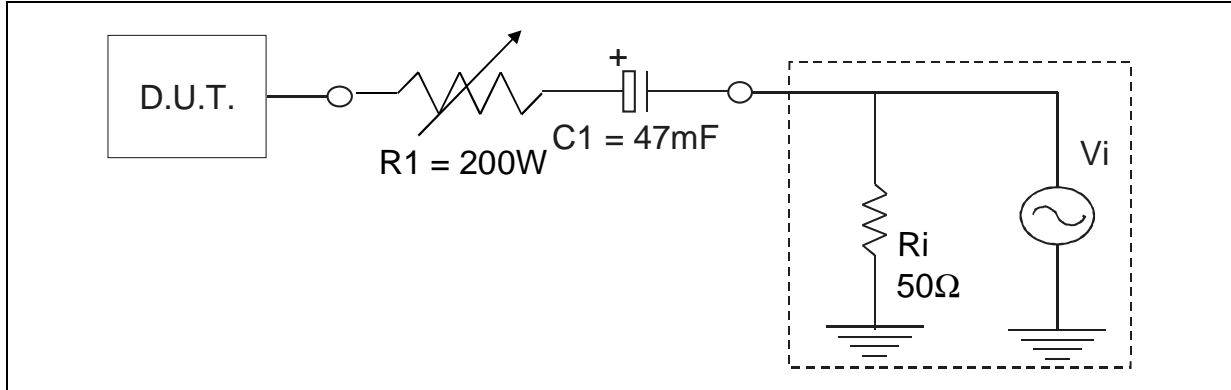 D.U.T.
+
C1 = 47mF
R1 = 200W
Vi
Ri
50Ω